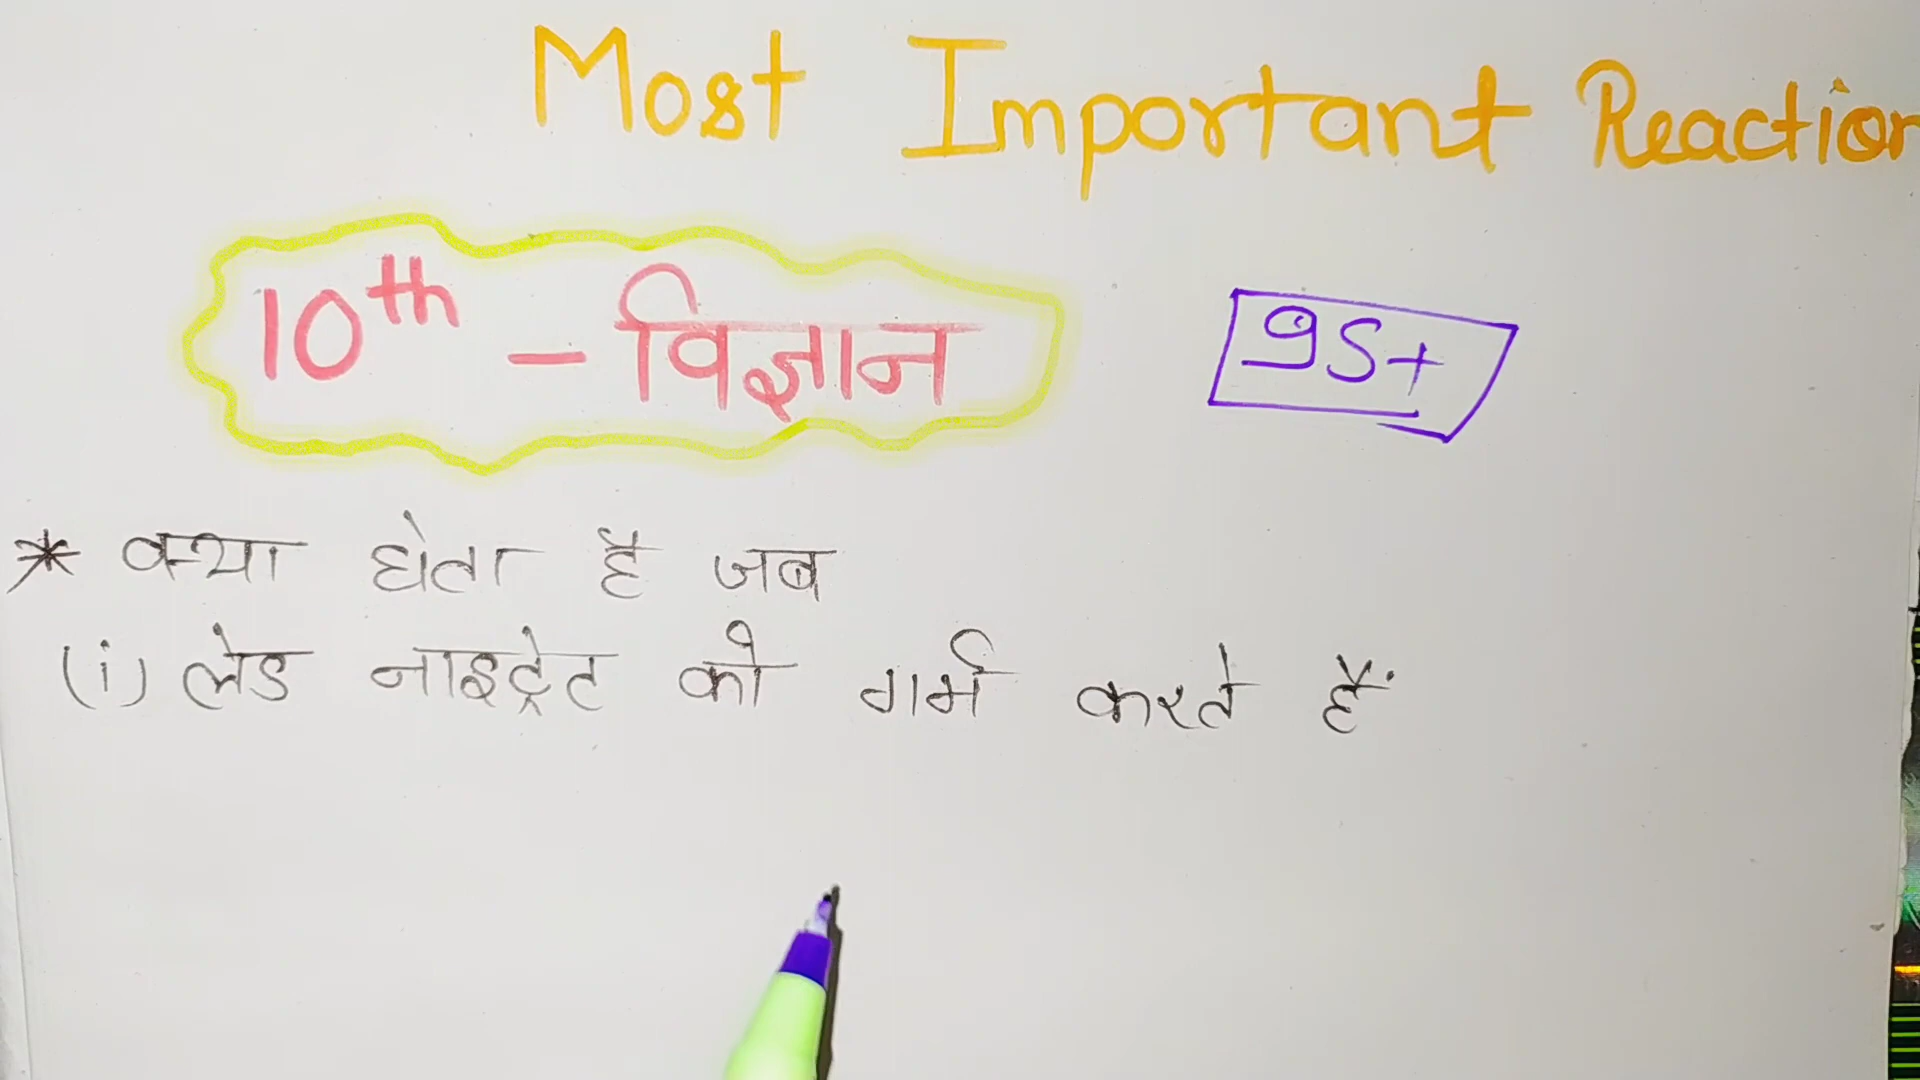 Most Important Reaction
10th - विज्ञान
95+
* क्या होता है जब
(i) लेड नाइट्रेट को गर्म करते हैं